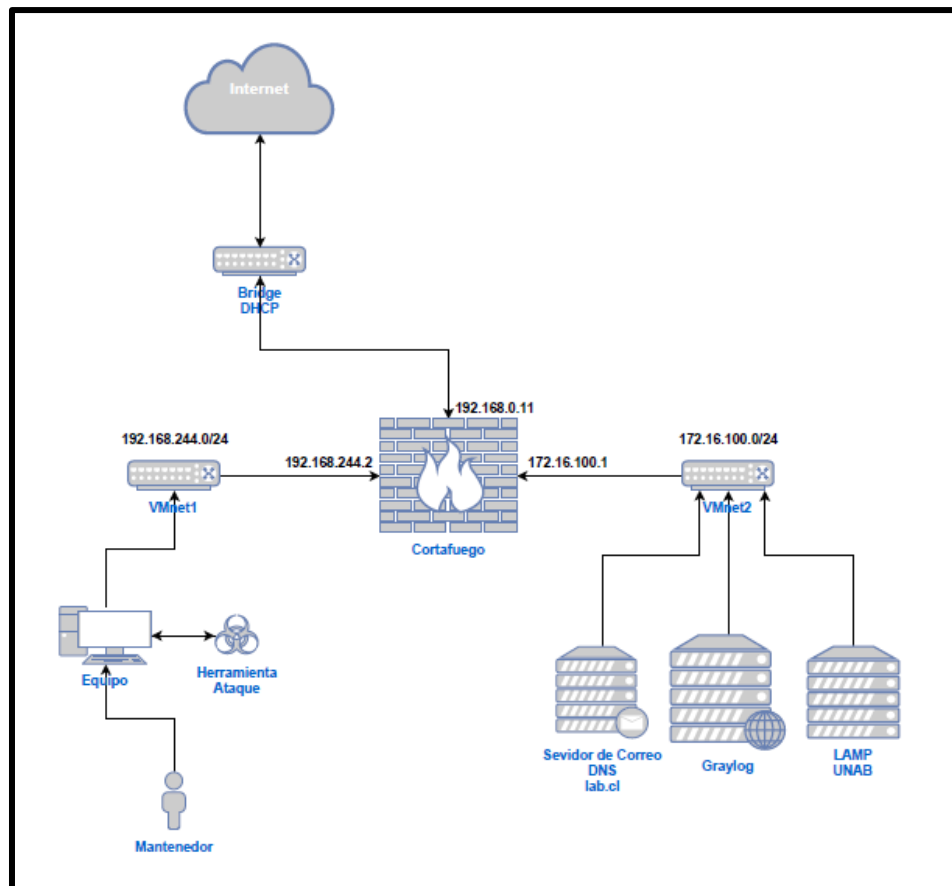 Internet
Bridge
DHCP
192.168.0.11
192.168.244.0/24
172.16.100.0/24
192.168.244.2
172.16.100.1
VMnet1
VMnet2
Cortafuego
Equipo
Herramienta
Ataque
Sevidor de Correo
DNS
lab.cl
Graylog
LAMP
UNAB
Mantenedor